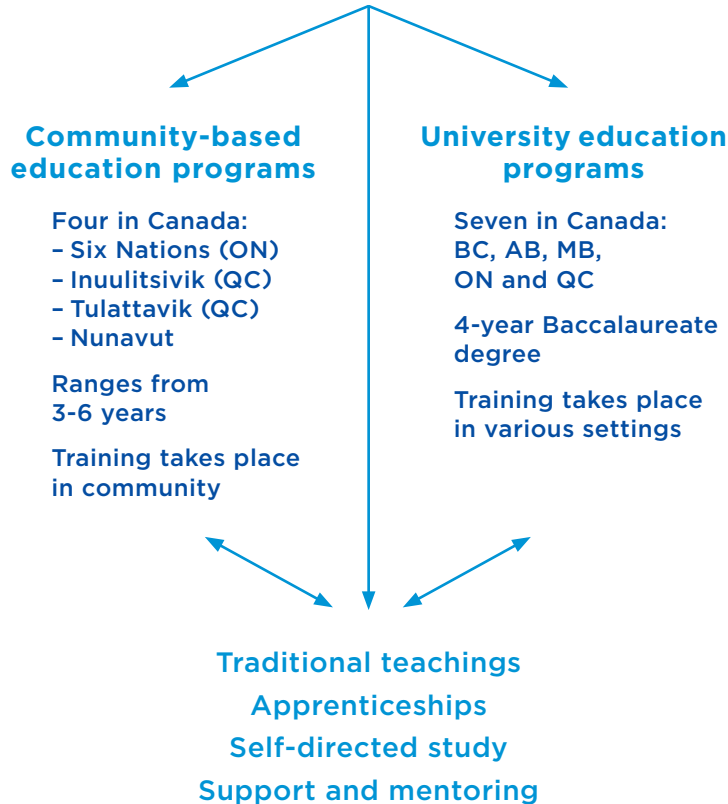 Community-based
education programs
Four in Canada:
– Six Nations (ON)
– Inuulitsivik (QC)
– Tulattavik (QC)
– Nunavut
Ranges from
3-6 years
Training takes place
in community
University education
programs
Seven in Canada:
BC, AB, MB,
ON and QC
4-year Baccalaureate
degree
Training takes place
in various settings
Traditional teachings
Apprenticeships
Self-directed study
Support and mentoring